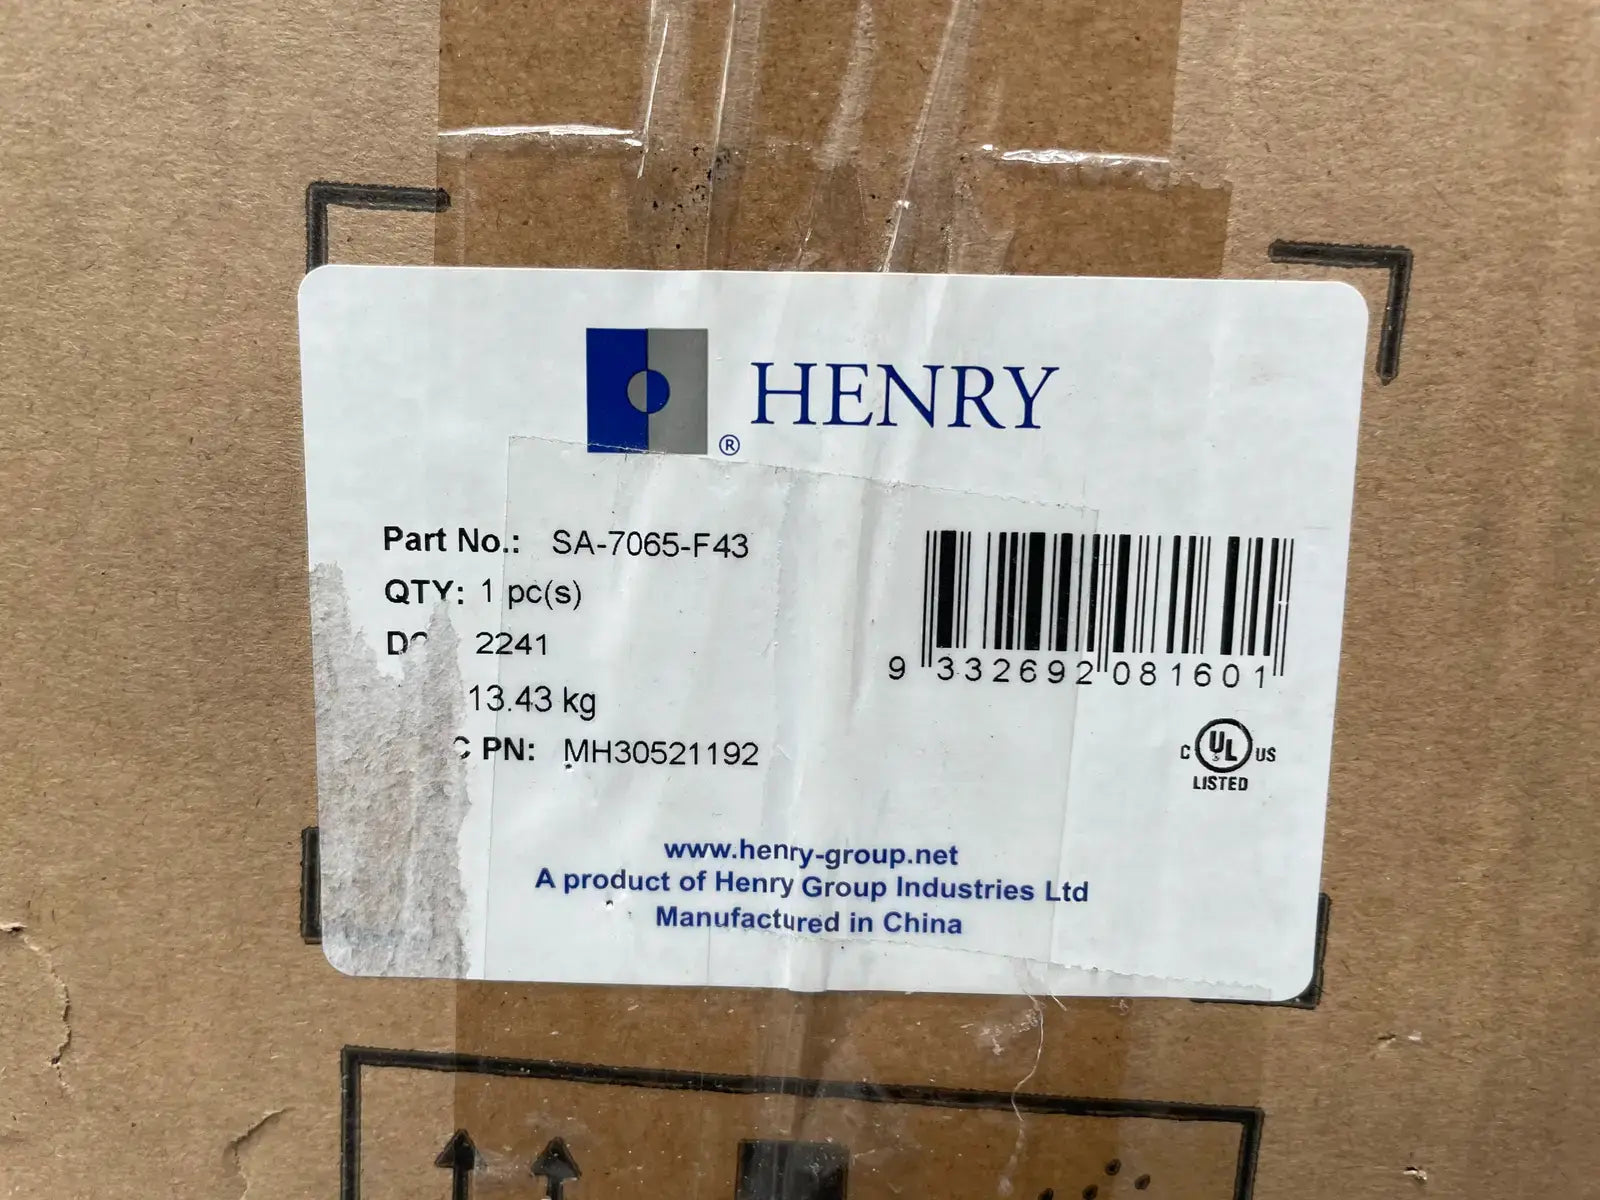 HENRY
®
Part No.: SA-7065-F43
QTY: 1 pc(s)
2241
13.43 kg
PN: MH30521192
9 332692 081601
C UL US
LISTED
www.henry-group.net
A product of Henry Group Industries Ltd
Manufactured in China